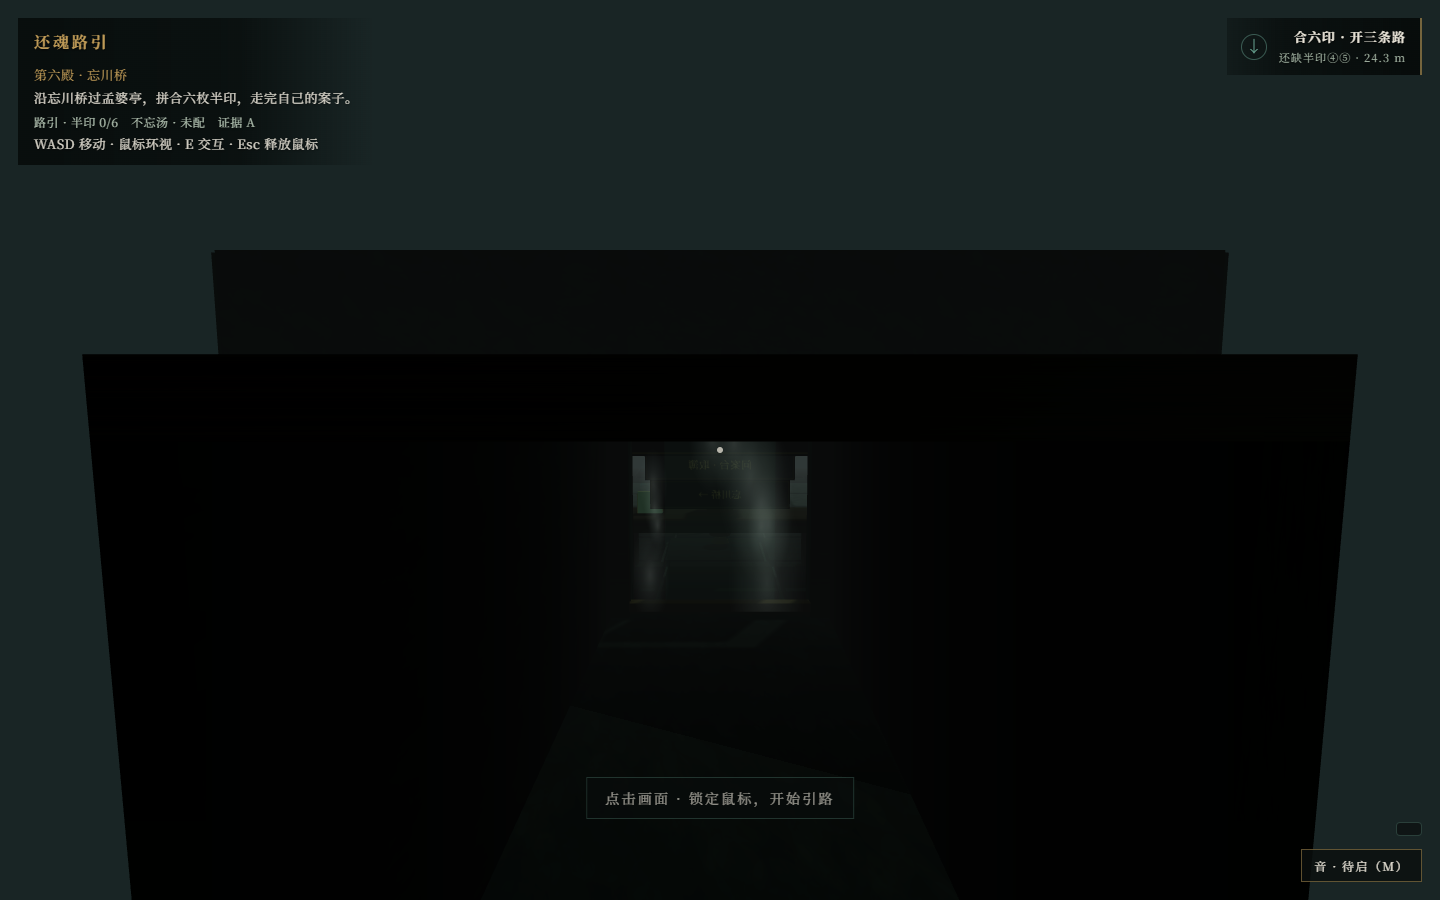 还魂路引
第六殿 · 忘川桥
沿忘川桥过孟婆亭，拼合六枚半印，走完自己的案子。
路引 · 半印 0/6 不忘汤 · 未配 证据 A
WASD 移动 · 鼠标环视 · E 交互 · Esc 释放鼠标
合六印 · 开三条路
还缺半印④⑤ · 24.3 m
点击画面 · 锁定鼠标，开始引路
音 · 待启（M）